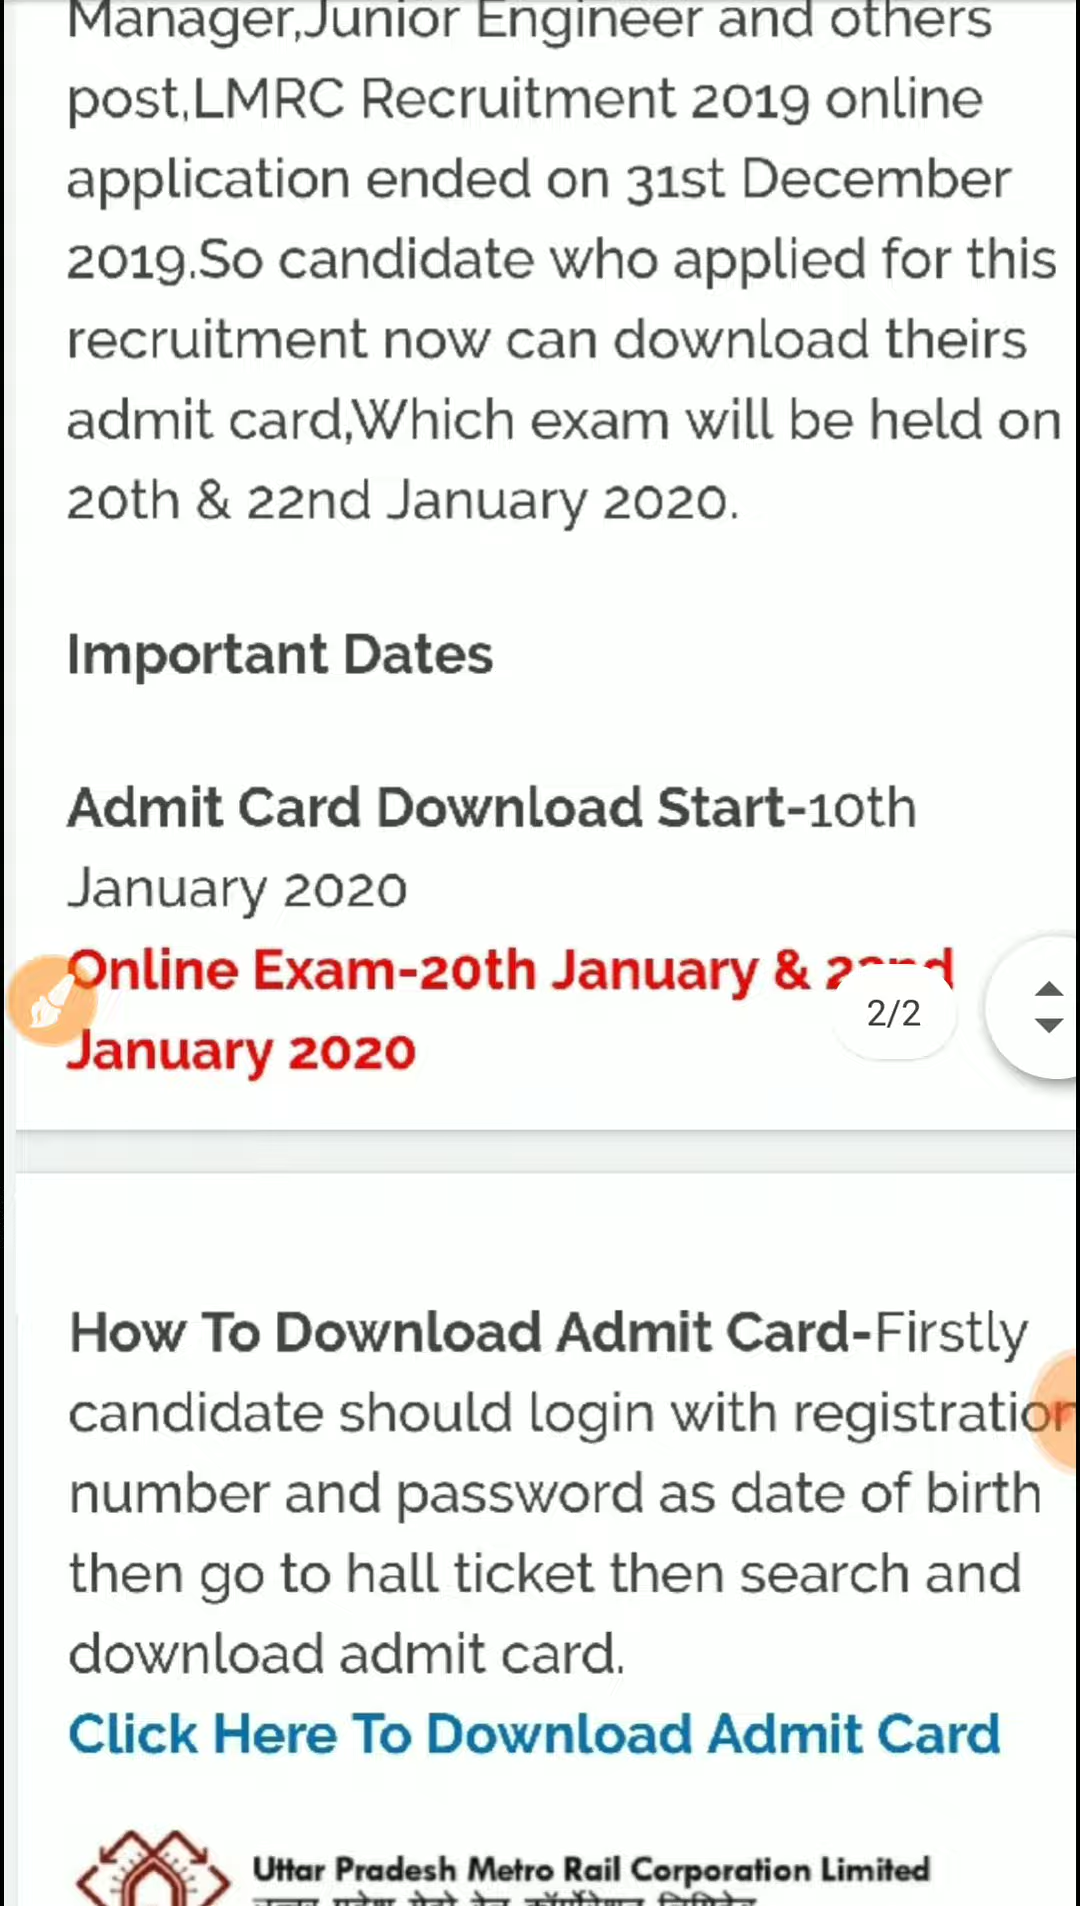 Manager,Junior Engineer and others
post,LMRC Recruitment 2019 online
application ended on 31st December
2019.So candidate who applied for this
recruitment now can download theirs
admit card,Which exam will be held on
20th & 22nd January 2020.
Important Dates
Admit Card Download Start-10th
January 2020
Online Exam-20th January & 22nd
January 2020
2/2
How To Download Admit Card-Firstly
candidate should login with registration
number and password as date of birth
then go to hall ticket then search and
download admit card.
Click Here To Download Admit Card
Uttar Pradesh Metro Rail Corporation Limited